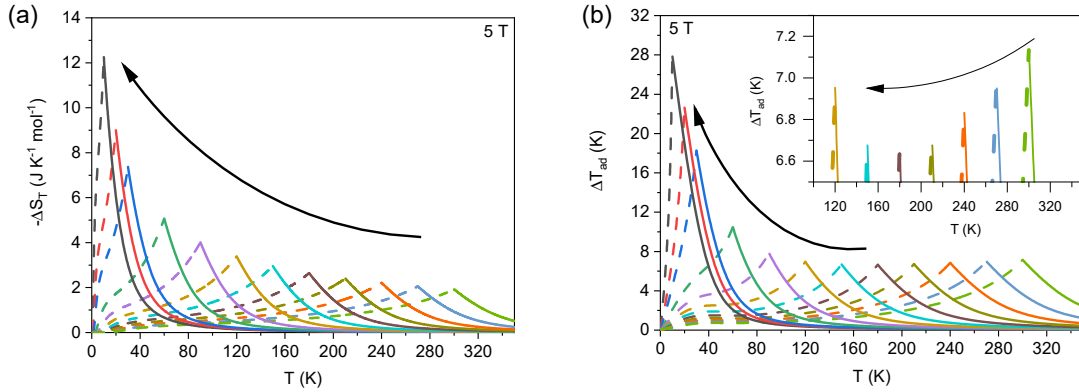 (a)
5 T
14
12
10
8
6
4
2
0
-ΔS_T (J K⁻¹ mol⁻¹)
0 40 80 120 160 200 240 280 320
T (K)
(b)
5 T
32
28
24
20
16
12
8
4
0
ΔT_ad (K)
0 40 80 120 160 200 240 280 320
T (K)
7.2
7.0
6.8
6.6
ΔT_ad (K)
120 160 200 240 280 320
T (K)